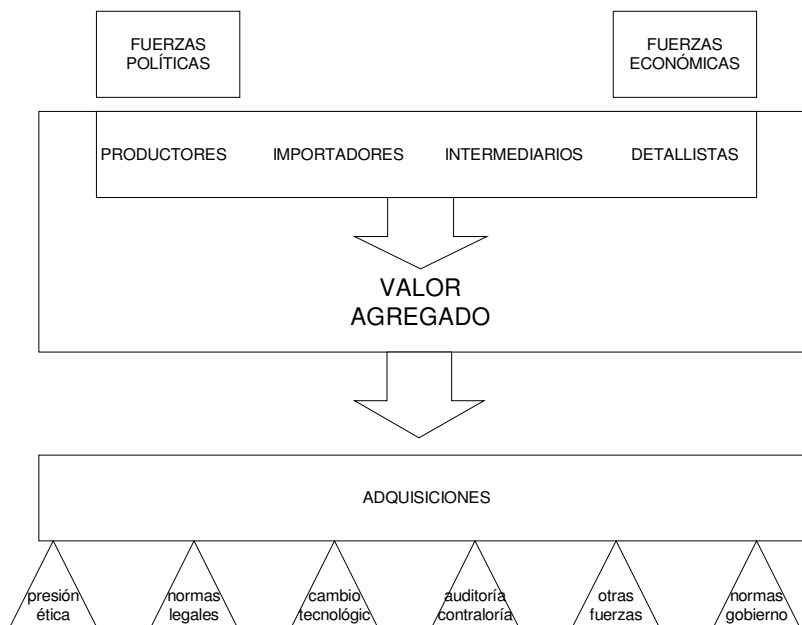 FUERZAS
POLÍTICAS
FUERZAS
ECONÓMICAS
PRODUCTORES IMPORTADORES INTERMEDIARIOS DETALLISTAS
VALOR
AGREGADO
ADQUISICIONES
presión
ética
normas
legales
cambio
tecnológic
auditoría
contraloría
otras
fuerzas
normas
gobierno